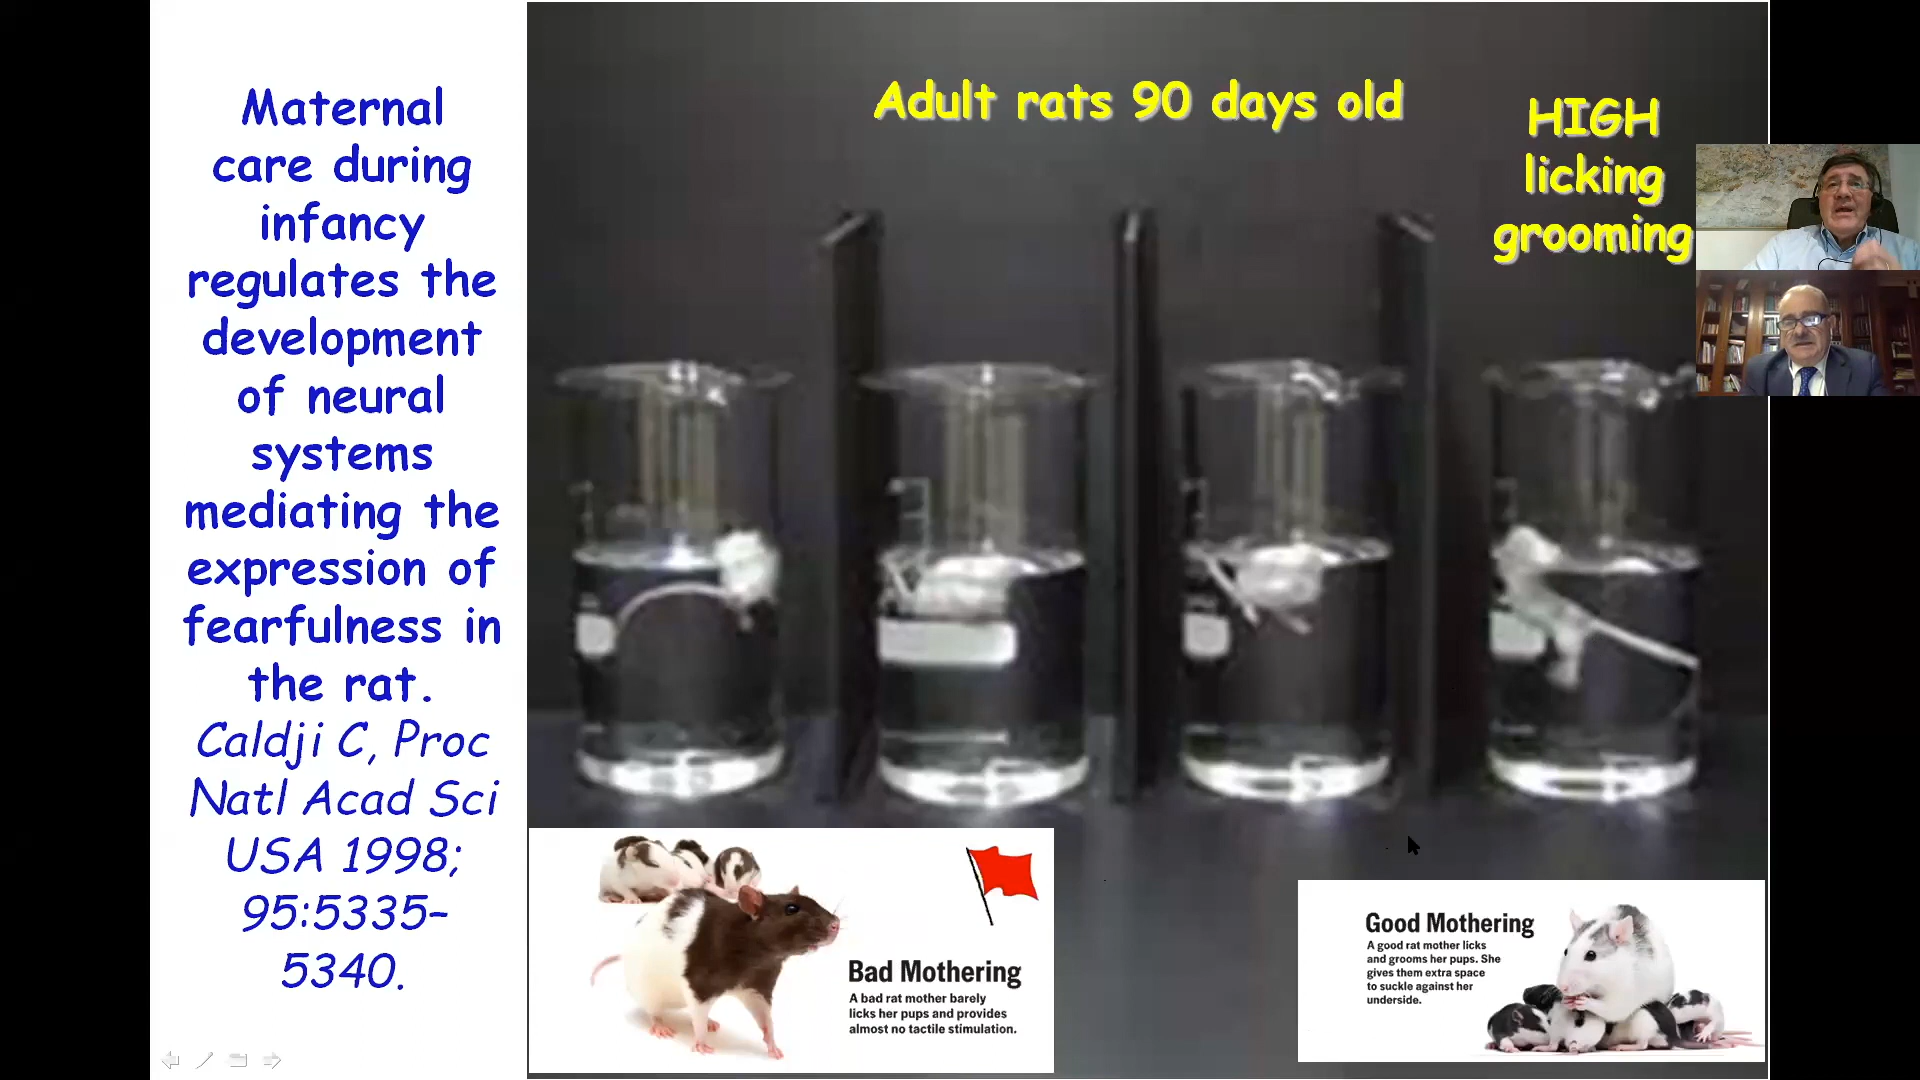 Maternal
care during
infancy
regulates the
development
of neural
systems
mediating the
expression of
fearfulness in
the rat.
Caldji C, Proc
Natl Acad Sci
USA 1998;
95:5335–
5340.
Adult rats 90 days old
HIGH
licking
grooming
Bad Mothering
A bad rat mother barely
licks her pups and provides
almost no tactile stimulation.
Good Mothering
A good rat mother licks
and grooms her pups. She
gives them extra space
to suckle against her
underside.